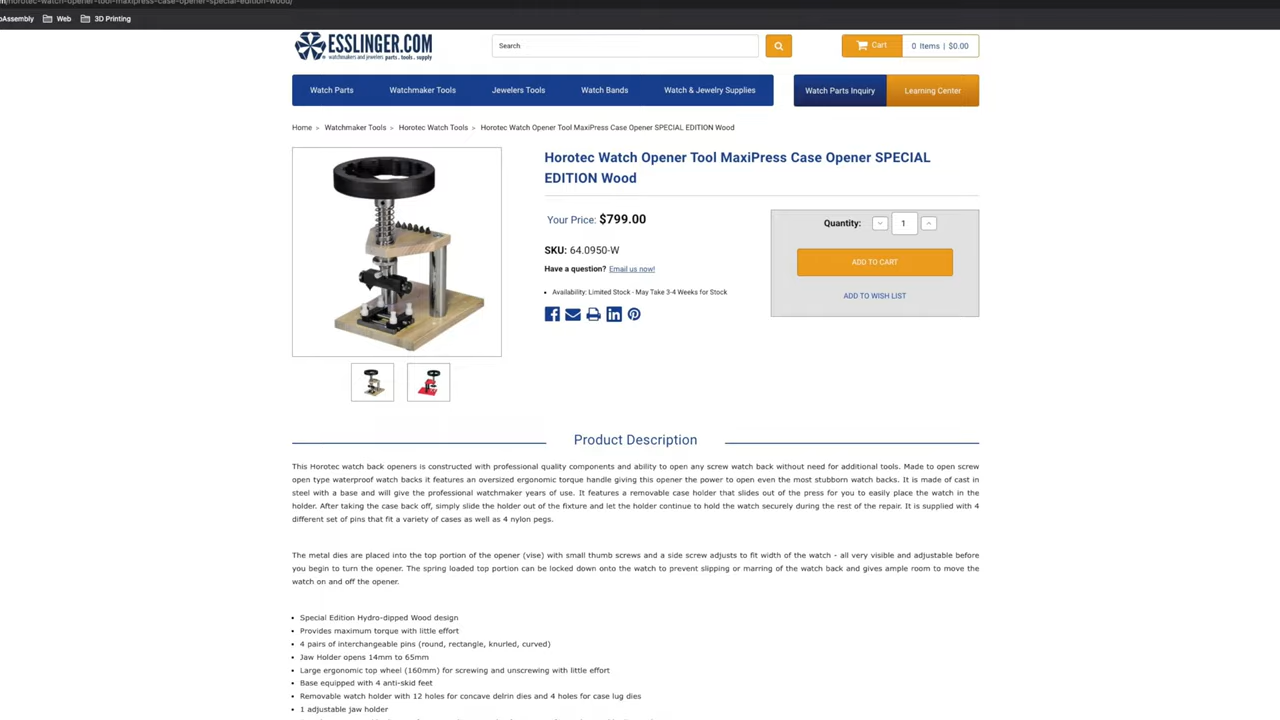 /horotec-watch-opener-tool-maxipress-case-opener-special-edition-wood/
Assembly Web 3D Printing
ESSLINGER.COM
watchmakers and jewelers parts . tools . supply
Search
Cart
0 Items | $0.00
Watch Parts Watchmaker Tools Jewelers Tools Watch Bands Watch & Jewelry Supplies Watch Parts Inquiry Learning Center
Home > Watchmaker Tools > Horotec Watch Tools > Horotec Watch Opener Tool MaxiPress Case Opener SPECIAL EDITION Wood
Horotec Watch Opener Tool MaxiPress Case Opener SPECIAL
EDITION Wood
Your Price: $799.00
Quantity: 1
SKU: 64.0950-W
ADD TO CART
Have a question? Email us now!
• Availability: Limited Stock - May Take 3-4 Weeks for Stock
ADD TO WISH LIST
Product Description
This Horotec watch back openers is constructed with professional quality components and ability to open any screw watch back without need for additional tools. Made to open screw
open type waterproof watch backs it features an oversized ergonomic torque handle giving this opener the power to open even the most stubborn watch backs. It is made of cast in
steel with a base and will give the professional watchmaker years of use. It features a removable case holder that slides out of the press for you to easily place the watch in the
holder. After taking the case back off, simply slide the holder out of the fixture and let the holder continue to hold the watch securely during the rest of the repair. It is supplied with 4
different set of pins that fit a variety of cases as well as 4 nylon pegs.
The metal dies are placed into the top portion of the opener (vise) with small thumb screws and a side screw adjusts to fit width of the watch - all very visible and adjustable before
you begin to turn the opener. The spring loaded top portion can be locked down onto the watch to prevent slipping or marring of the watch back and gives ample room to move the
watch on and off the opener.
• Special Edition Hydro-dipped Wood design
• Provides maximum torque with little effort
• 4 pairs of interchangeable pins (round, rectangle, knurled, curved)
• Jaw Holder opens 14mm to 65mm
• Large ergonomic top wheel (160mm) for screwing and unscrewing with little effort
• Base equipped with 4 anti-skid feet
• Removable watch holder with 12 holes for concave delrin dies and 4 holes for case lug dies
• 1 adjustable jaw holder